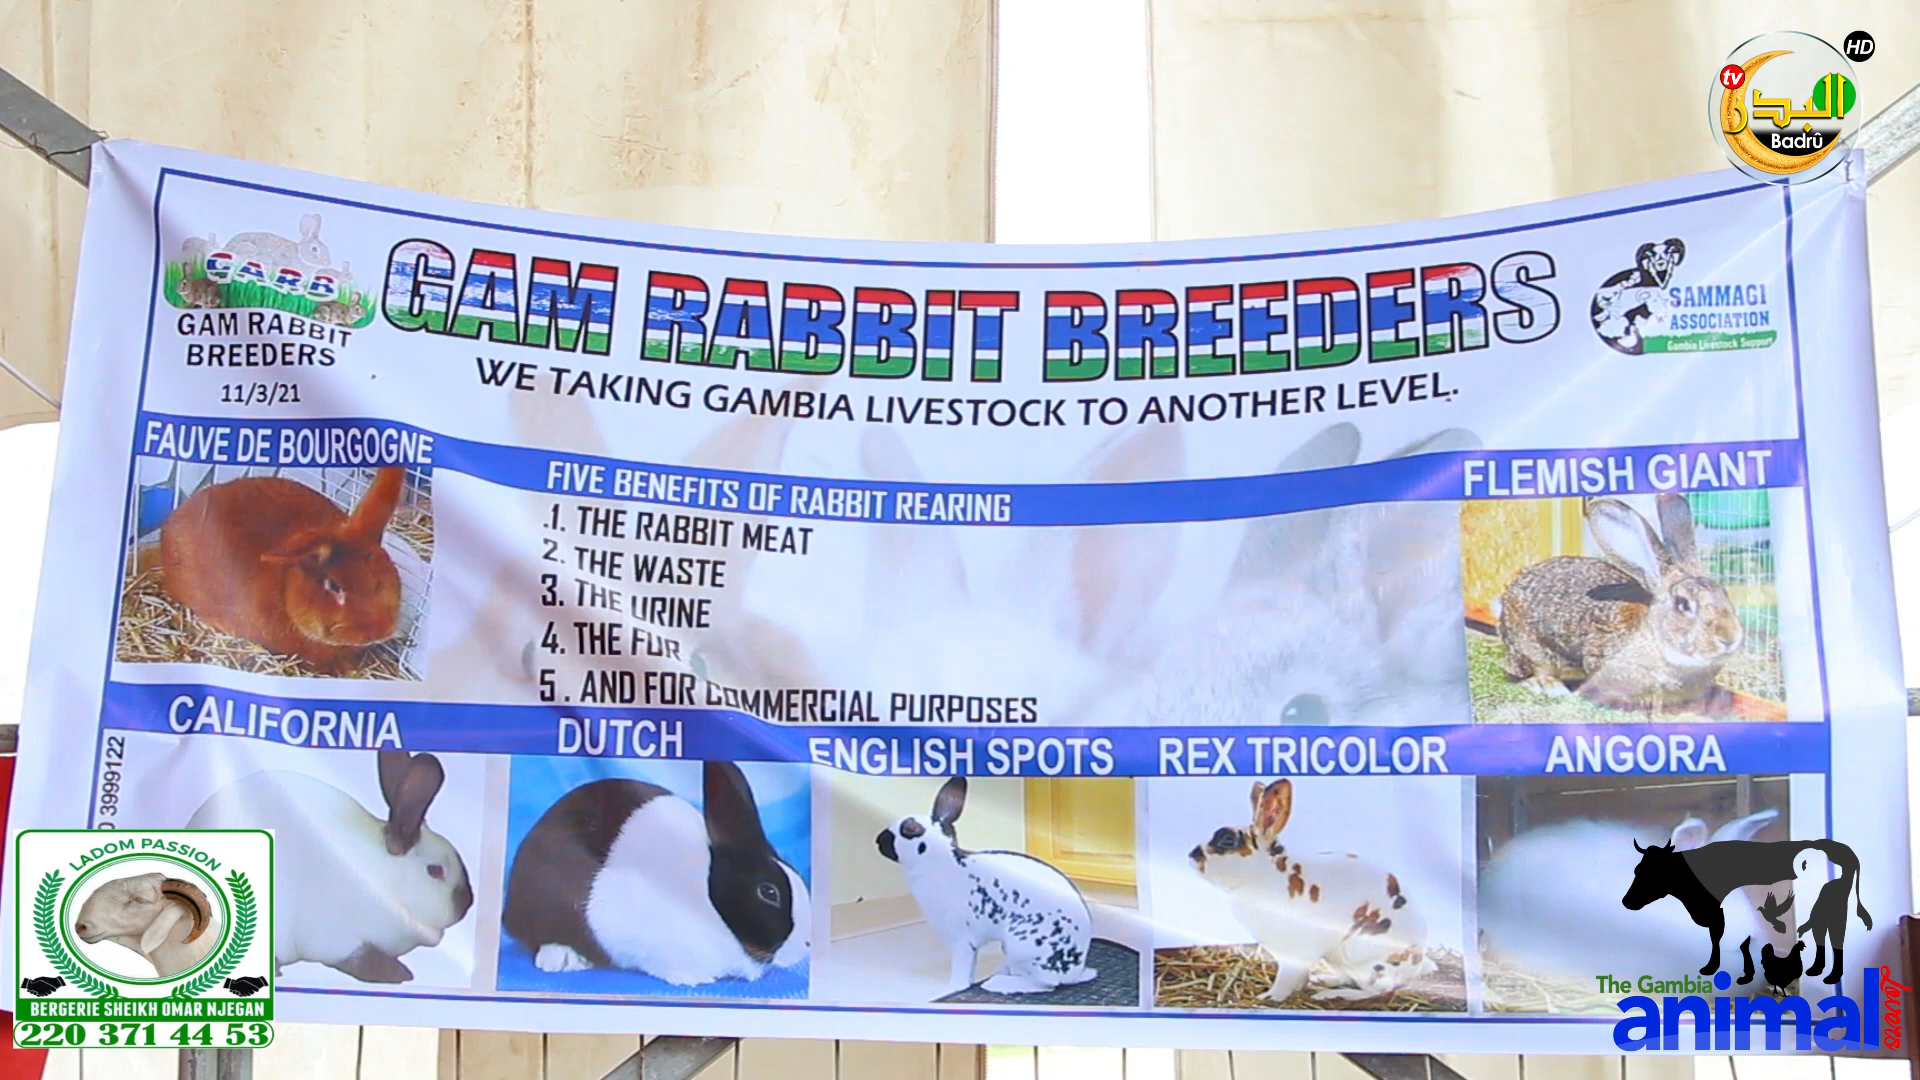 HD
tv
البدر
Badrû
GARB
GAM RABBIT
BREEDERS
11/3/21
GAM RABBIT BREEDERS
WE TAKING GAMBIA LIVESTOCK TO ANOTHER LEVEL.
SAMMAGI
ASSOCIATION
Gambia Livestock Support
FAUVE DE BOURGOGNE
FIVE BENEFITS OF RABBIT REARING
.1. THE RABBIT MEAT
2. THE WASTE
3. THE URINE
4. THE FUR
5 . AND FOR COMMERCIAL PURPOSES
FLEMISH GIANT
CALIFORNIA
DUTCH
ENGLISH SPOTS
REX TRICOLOR
ANGORA
3999122
LADOM PASSION
BERGERIE SHEIKH OMAR NJEGAN
220 371 44 53
The Gambia
animal
Lovers